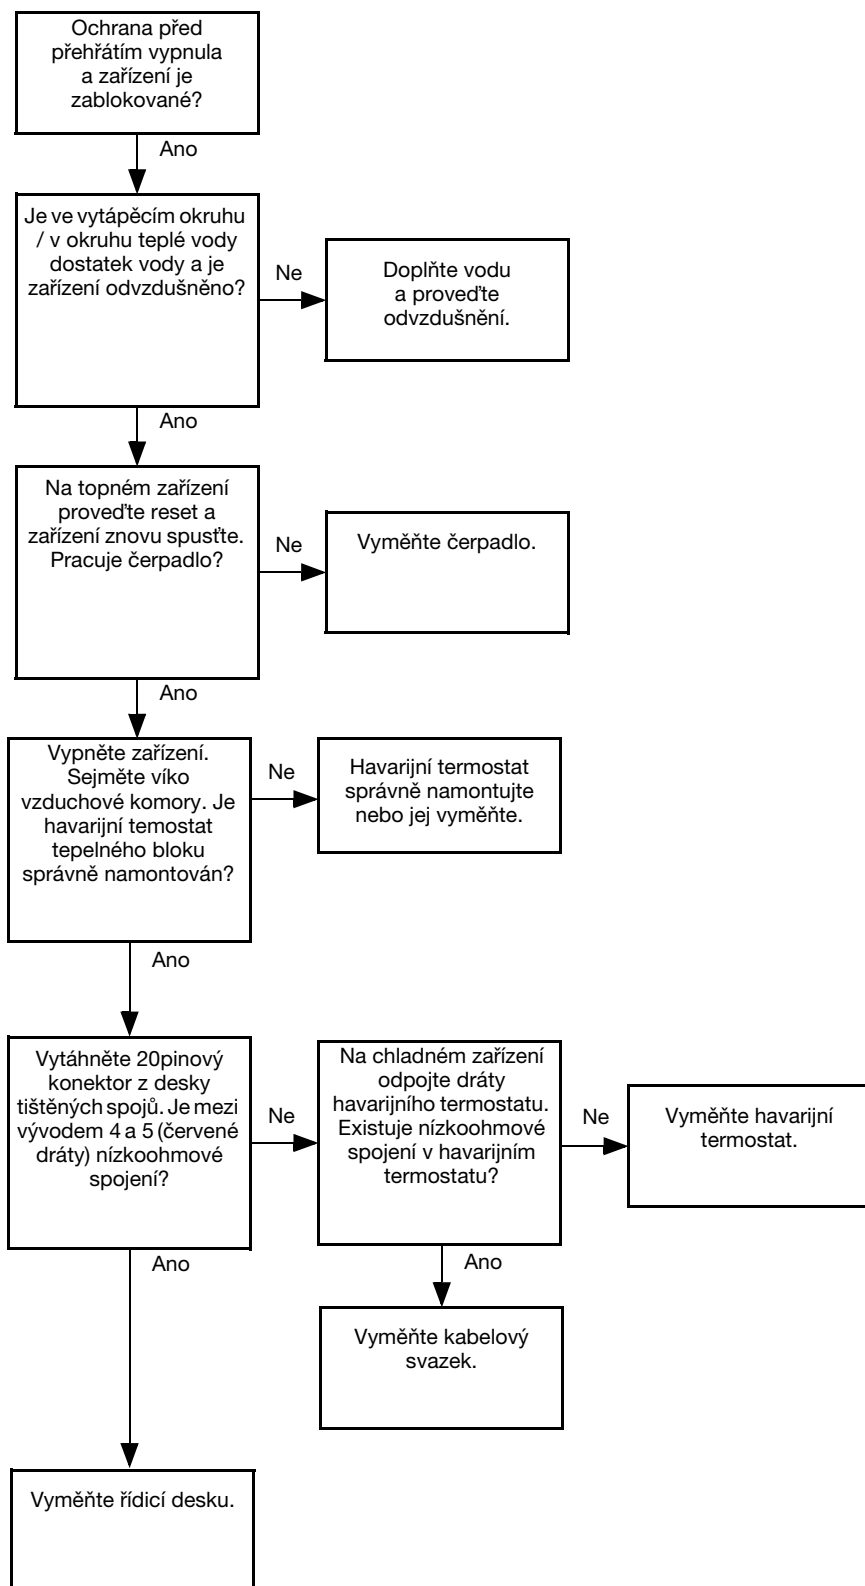 Ochrana před
přehřátím vypnula
a zařízení je
zablokované?
Ano
Je ve vytápěcím okruhu
/ v okruhu teplé vody
dostatek vody a je
zařízení odvzdušněno?
Ne
Doplňte vodu
a proveďte
odvzdušnění.
Ano
Na topném zařízení
proveďte reset a
zařízení znovu spusťte.
Pracuje čerpadlo?
Ne
Vyměňte čerpadlo.
Ano
Vypněte zařízení.
Sejměte víko
vzduchové komory. Je
havarijní temostat
tepelného bloku
správně namontován?
Ne
Havarijní termostat
správně namontujte
nebo jej vyměňte.
Ano
Vytáhněte 20pinový
konektor z desky
tištěných spojů. Je mezi
vývodem 4 a 5 (červené
dráty) nízkoohmové
spojení?
Ne
Na chladném zařízení
odpojte dráty
havarijního termostatu.
Existuje nízkoohmové
spojení v havarijním
termostatu?
Ne
Vyměňte havarijní
termostat.
Ano
Ano
Vyměňte kabelový
svazek.
Vyměňte řídicí desku.